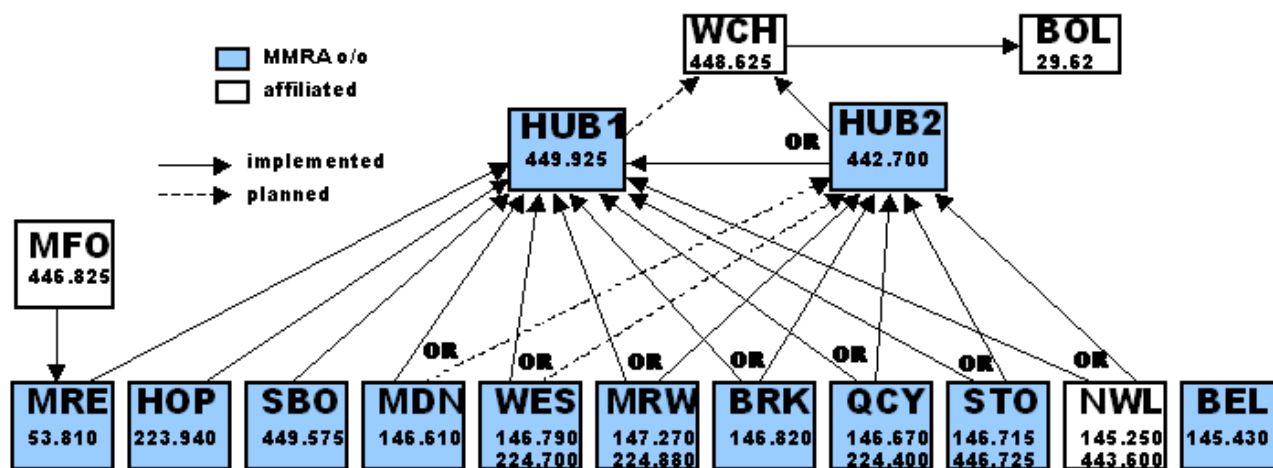 WCH
448.625
BOL
29.62
MMRA o/o
affiliated
HUB1
449.925
OR
HUB2
442.700
implemented
planned
MFO
446.825
OR
OR
OR
OR
OR
OR
MRE
53.810
HOP
223.940
SBO
449.575
MDN
146.610
WES
146.790
224.700
MRW
147.270
224.880
BRK
146.820
QCY
146.670
224.400
STO
146.715
446.725
NWL
145.250
443.600
BEL
145.430